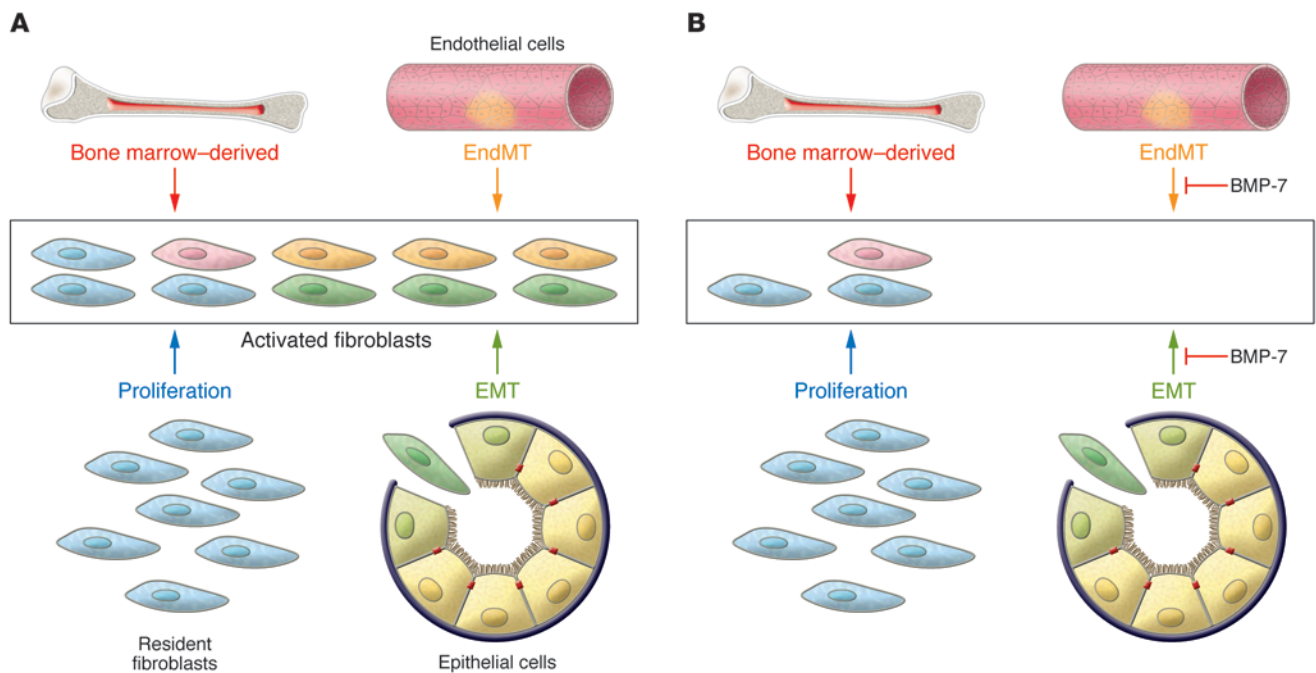 A
Endothelial cells
Bone marrow–derived
EndMT
Activated fibroblasts
Proliferation
EMT
Resident
fibroblasts
Epithelial cells
B
Bone marrow–derived
EndMT
BMP-7
BMP-7
Proliferation
EMT